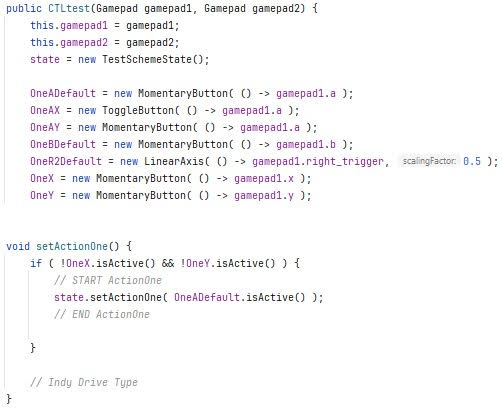 public CTLtest(Gamepad gamepad1, Gamepad gamepad2) {
this.gamepad1 = gamepad1;
this.gamepad2 = gamepad2;
state = new TestSchemeState();
OneADefault = new MomentaryButton( () -> gamepad1.a );
OneAX = new ToggleButton( () -> gamepad1.a );
OneAY = new MomentaryButton( () -> gamepad1.a );
OneBDefault = new MomentaryButton( () -> gamepad1.b );
OneR2Default = new LinearAxis( () -> gamepad1.right_trigger, scalingFactor: 0.5 );
OneX = new MomentaryButton( () -> gamepad1.x );
OneY = new MomentaryButton( () -> gamepad1.y );
void setActionOne() {
if ( !OneX.isActive() && !OneY.isActive() ) {
// START ActionOne
state.setActionOne( OneADefault.isActive() );
// END ActionOne
}
// Indy Drive Type
}